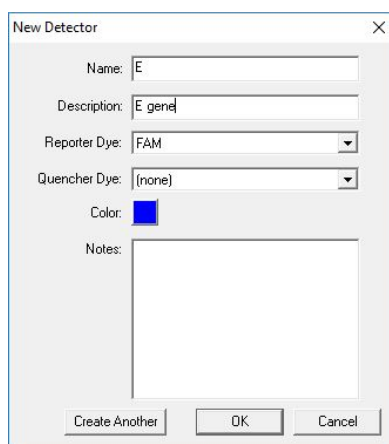 New Detector
Name: E
Description: E gene
Reporter Dye: FAM
Quencher Dye: (none)
Color:
Notes:
Create Another OK Cancel